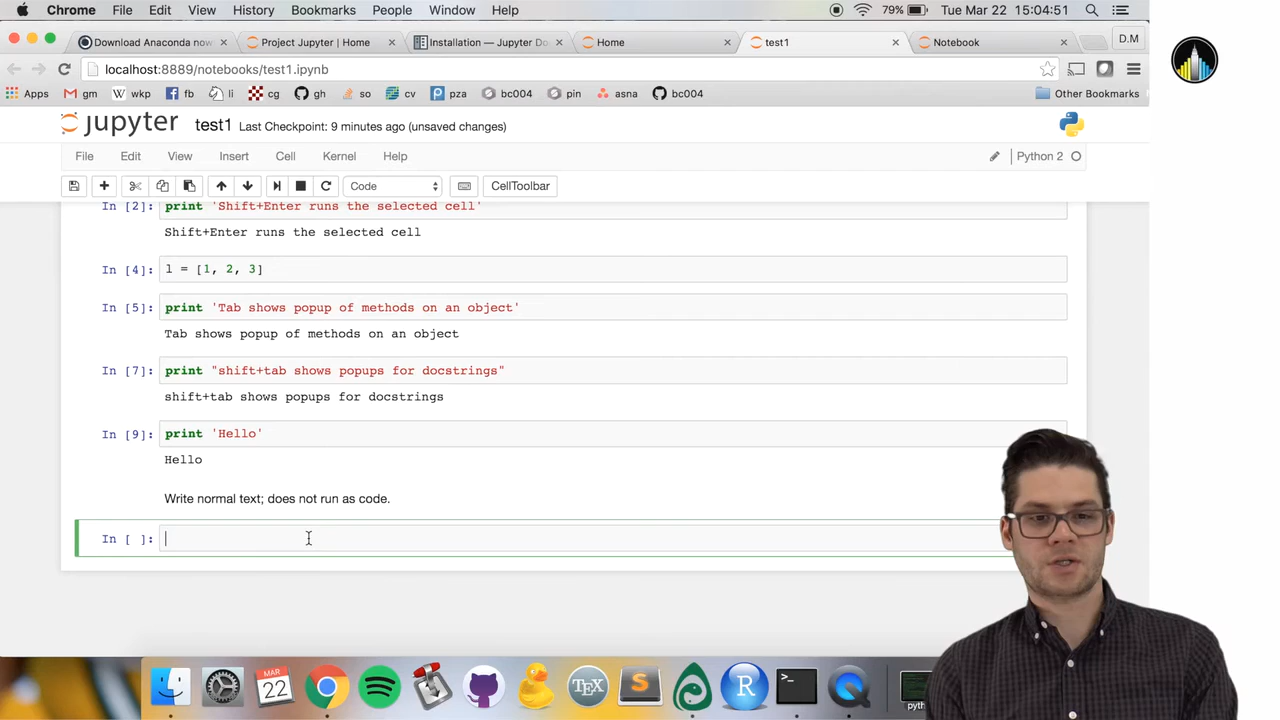 Chrome File Edit View History Bookmarks People Window Help 79% Tue Mar 22 15:04:51
Download Anaconda now Project Jupyter | Home Installation — Jupyter Do Home test1 Notebook D.M
localhost:8889/notebooks/test1.ipynb
Apps gm wkp fb li cg gh so cv pza bc004 pin asna bc004 Other Bookmarks
jupyter test1 Last Checkpoint: 9 minutes ago (unsaved changes)
File Edit View Insert Cell Kernel Help Python 2
Code CellToolbar
In [2]: print 'Shift+Enter runs the selected cell'
Shift+Enter runs the selected cell
In [4]: l = [1, 2, 3]
In [5]: print 'Tab shows popup of methods on an object'
Tab shows popup of methods on an object
In [7]: print "shift+tab shows popups for docstrings"
shift+tab shows popups for docstrings
In [9]: print 'Hello'
Hello
Write normal text; does not run as code.
In [ ]:
MAR
22
TEX
R
>_
pyth